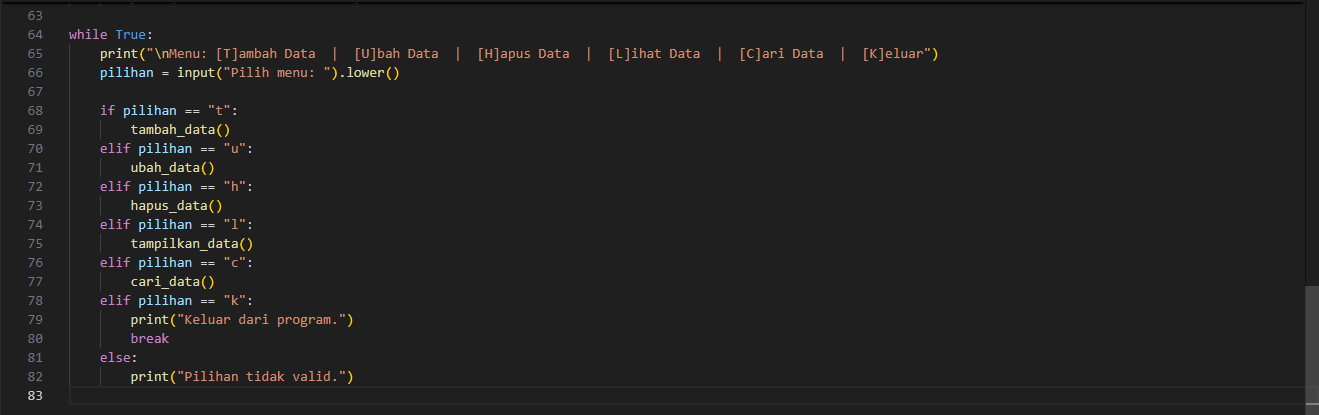 63
64 while True:
65     print("\nMenu: [T]ambah Data  |  [U]bah Data  |  [H]apus Data  |  [L]ihat Data  |  [C]ari Data  |  [K]eluar")
66     pilihan = input("Pilih menu: ").lower()
67
68     if pilihan == "t":
69         tambah_data()
70     elif pilihan == "u":
71         ubah_data()
72     elif pilihan == "h":
73         hapus_data()
74     elif pilihan == "l":
75         tampilkan_data()
76     elif pilihan == "c":
77         cari_data()
78     elif pilihan == "k":
79         print("Keluar dari program.")
80         break
81     else:
82         print("Pilihan tidak valid.")
83